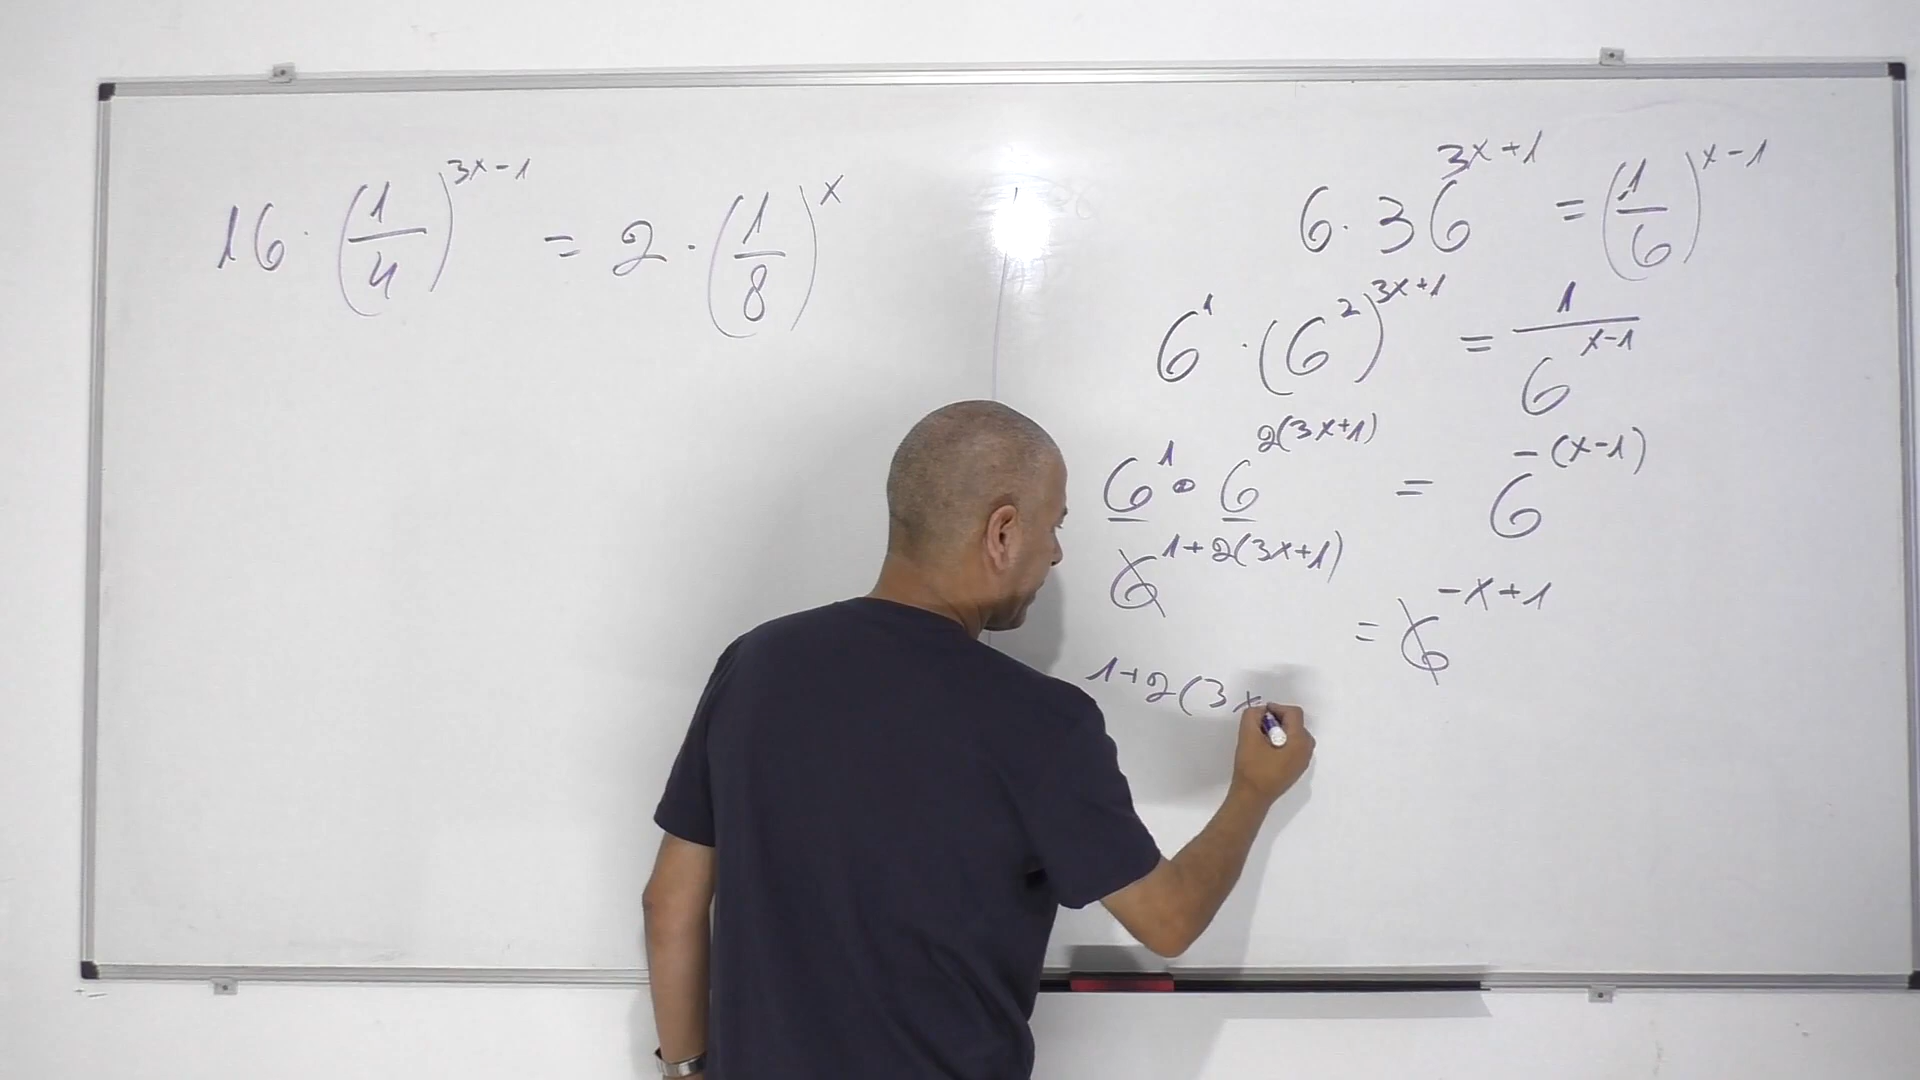 16 · (1/4)^(3x-1) = 2 · (1/8)^x
6 · 36^(3x+1) = (1/6)^(x-1)
6^1 · (6^2)^(3x+1) = 1/6^(x-1)
6^1 · 6^(2(3x+1)) = 6^(-(x-1))
6^(1+2(3x+1)) = 6^(-x+1)
1+2(3x